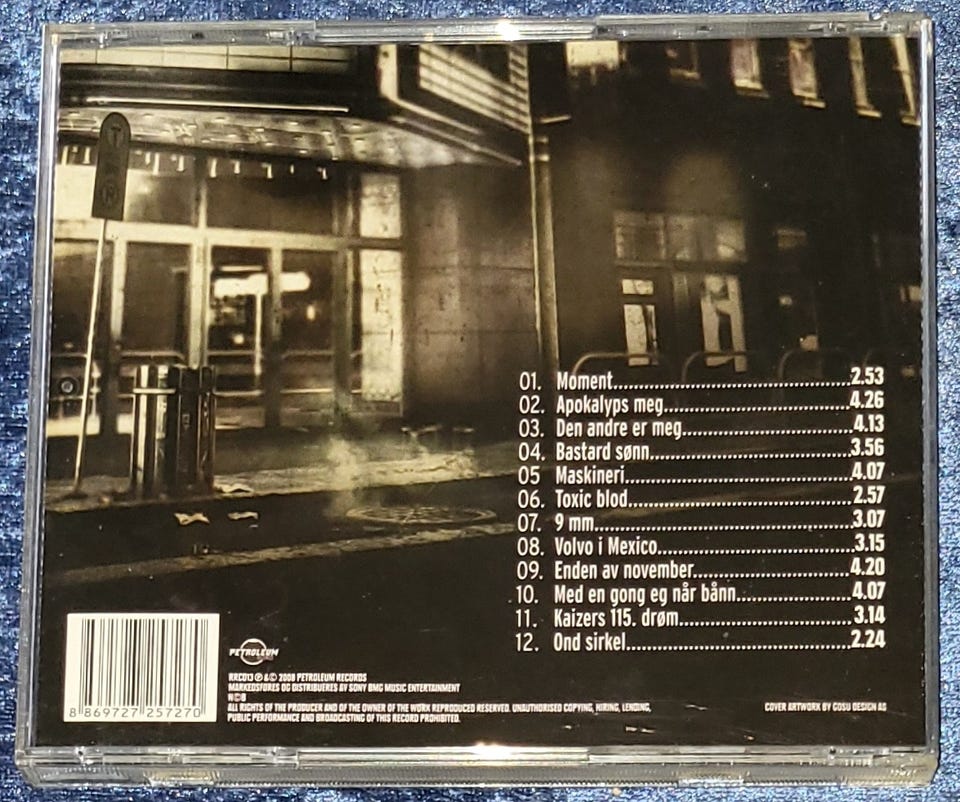 01. Moment..........2.53
02. Apokalyps meg..........4.26
03. Den andre er meg..........4.13
04. Bastard sønn..........3.56
05 Maskineri..........4.07
06. Toxic blod..........2.57
07. 9 mm..........3.07
08. Volvo i Mexico..........3.15
09. Enden av november..........4.20
10. Med en gong eg når bånn..........4.07
11. Kaizers 115. drøm..........3.14
12. Ond sirkel..........2.24
PETROLEUM
RRCD13 ℗ & © 2008 PETROLEUM RECORDS
MARKEDSFØRES OG DISTRIBUERES AV SONY BMG MUSIC ENTERTAINMENT
N©B
ALL RIGHTS OF THE PRODUCER AND OF THE OWNER OF THE WORK REPRODUCED RESERVED. UNAUTHORISED COPYING, HIRING, LENDING,
PUBLIC PERFORMANCE AND BROADCASTING OF THIS RECORD PROHIBITED.
COVER ARTWORK BY GOSU DESIGN AS
8 869727 257270